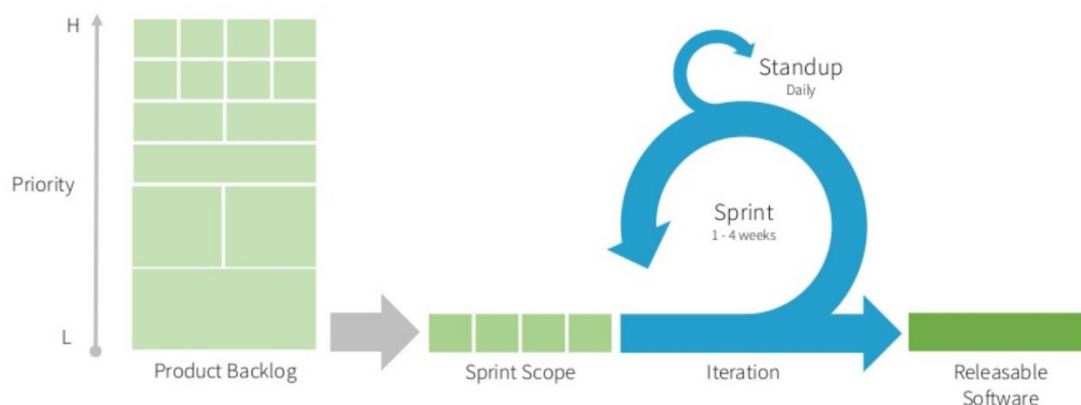 H
Priority
L
Product Backlog
Sprint Scope
Standup
Daily
Sprint
1 - 4 weeks
Iteration
Releasable
Software